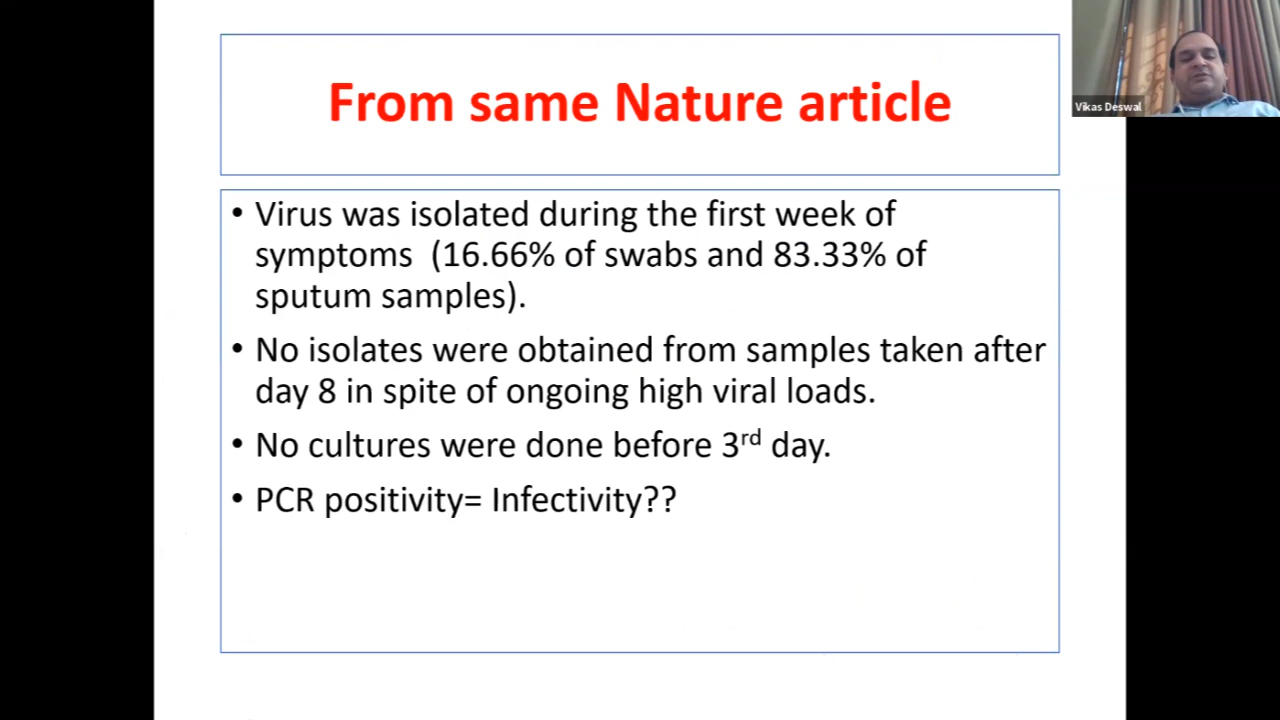 From same Nature article
Vikas Deswal
• Virus was isolated during the first week of
symptoms (16.66% of swabs and 83.33% of
sputum samples).
• No isolates were obtained from samples taken after
day 8 in spite of ongoing high viral loads.
• No cultures were done before 3rd day.
• PCR positivity= Infectivity??